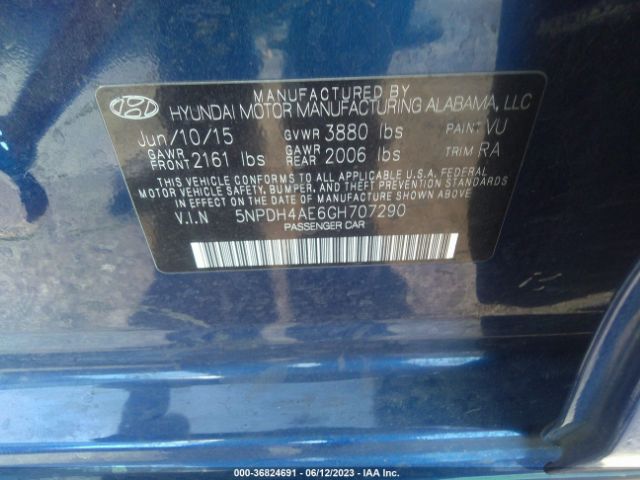 MANUFACTURED BY
HYUNDAI MOTOR MANUFACTURING ALABAMA, LLC
Jun/10/15 GVWR 3880 lbs PAINT VU
GAWR FRONT 2161 lbs GAWR REAR 2006 lbs TRIM RA
THIS VEHICLE CONFORMS TO ALL APPLICABLE U.S.A. FEDERAL
MOTOR VEHICLE SAFETY, BUMPER, AND THEFT PREVENTION STANDARDS
IN EFFECT ON THE DATE OF MANUFACTURE SHOWN ABOVE.
V.I.N 5NPDH4AE6GH707290
PASSENGER CAR
000-36824691 - 06/12/2023 - IAA Inc.